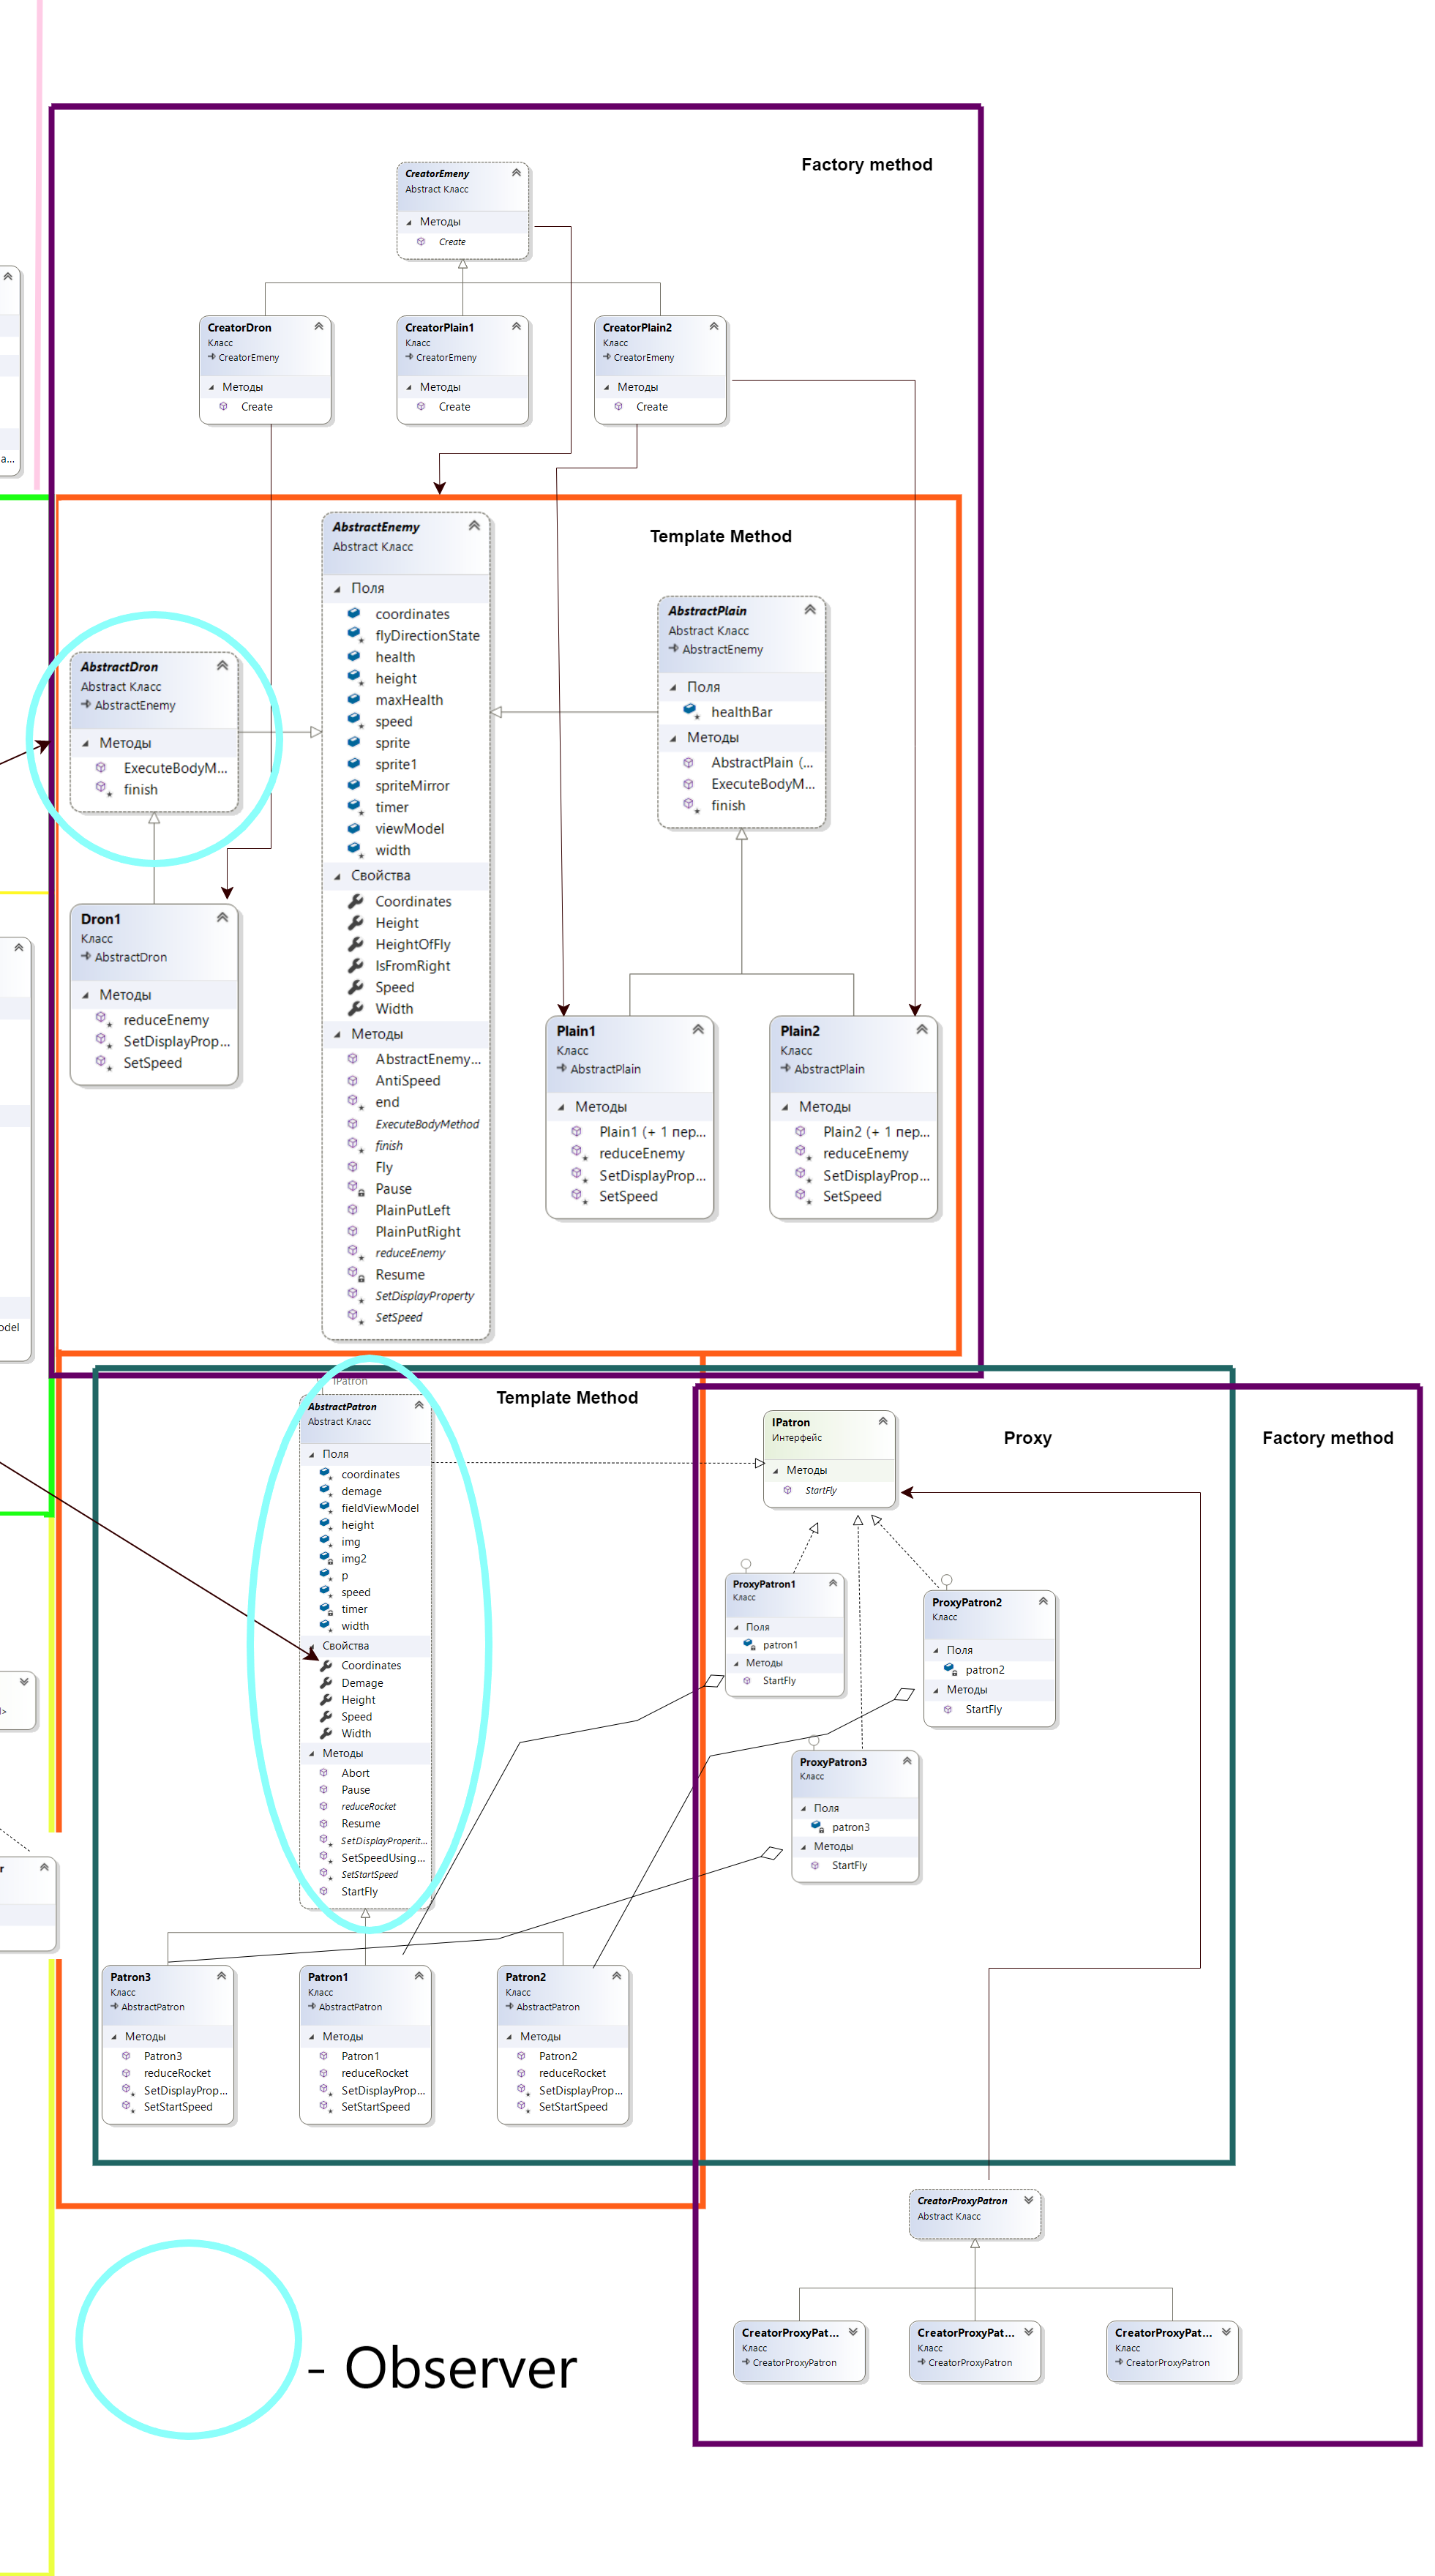 Factory method
CreatorEmeny
Abstract Класс
Методы
Create
CreatorDron
Класс
CreatorEmeny
Методы
Create
CreatorPlain1
Класс
CreatorEmeny
Методы
Create
CreatorPlain2
Класс
CreatorEmeny
Методы
Create
a...
Template Method
AbstractEnemy
Abstract Класс
Поля
coordinates
flyDirectionState
health
height
maxHealth
speed
sprite
sprite1
spriteMirror
timer
viewModel
width
Свойства
Coordinates
Height
HeightOfFly
IsFromRight
Speed
Width
Методы
AbstractEnemy...
AntiSpeed
end
ExecuteBodyMethod
finish
Fly
Pause
PlainPutLeft
PlainPutRight
reduceEnemy
Resume
SetDisplayProperty
SetSpeed
AbstractPlain
Abstract Класс
AbstractEnemy
Поля
healthBar
Методы
AbstractPlain (...
ExecuteBodyM...
finish
AbstractDron
Abstract Класс
AbstractEnemy
Методы
ExecuteBodyM...
finish
Dron1
Класс
AbstractDron
Методы
reduceEnemy
SetDisplayProp...
SetSpeed
Plain1
Класс
AbstractPlain
Методы
Plain1 (+ 1 пер...
reduceEnemy
SetDisplayProp...
SetSpeed
Plain2
Класс
AbstractPlain
Методы
Plain2 (+ 1 пер...
reduceEnemy
SetDisplayProp...
SetSpeed
odel
IPatron
Template Method
AbstractPatron
Abstract Класс
Поля
coordinates
demage
fieldViewModel
height
img
img2
p
speed
timer
width
Свойства
Coordinates
Demage
Height
Speed
Width
Методы
Abort
Pause
reduceRocket
Resume
SetDisplayProperit...
SetSpeedUsing...
SetStartSpeed
StartFly
IPatron
Интерфейс
Методы
StartFly
Proxy
Factory method
ProxyPatron1
Класс
Поля
patron1
Методы
StartFly
ProxyPatron2
Класс
Поля
patron2
Методы
StartFly
ProxyPatron3
Класс
Поля
patron3
Методы
StartFly
>
r
Patron3
Класс
AbstractPatron
Методы
Patron3
reduceRocket
SetDisplayProp...
SetStartSpeed
Patron1
Класс
AbstractPatron
Методы
Patron1
reduceRocket
SetDisplayProp...
SetStartSpeed
Patron2
Класс
AbstractPatron
Методы
Patron2
reduceRocket
SetDisplayProp...
SetStartSpeed
CreatorProxyPatron
Abstract Класс
CreatorProxyPat...
Класс
CreatorProxyPatron
CreatorProxyPat...
Класс
CreatorProxyPatron
CreatorProxyPat...
Класс
CreatorProxyPatron
- Observer